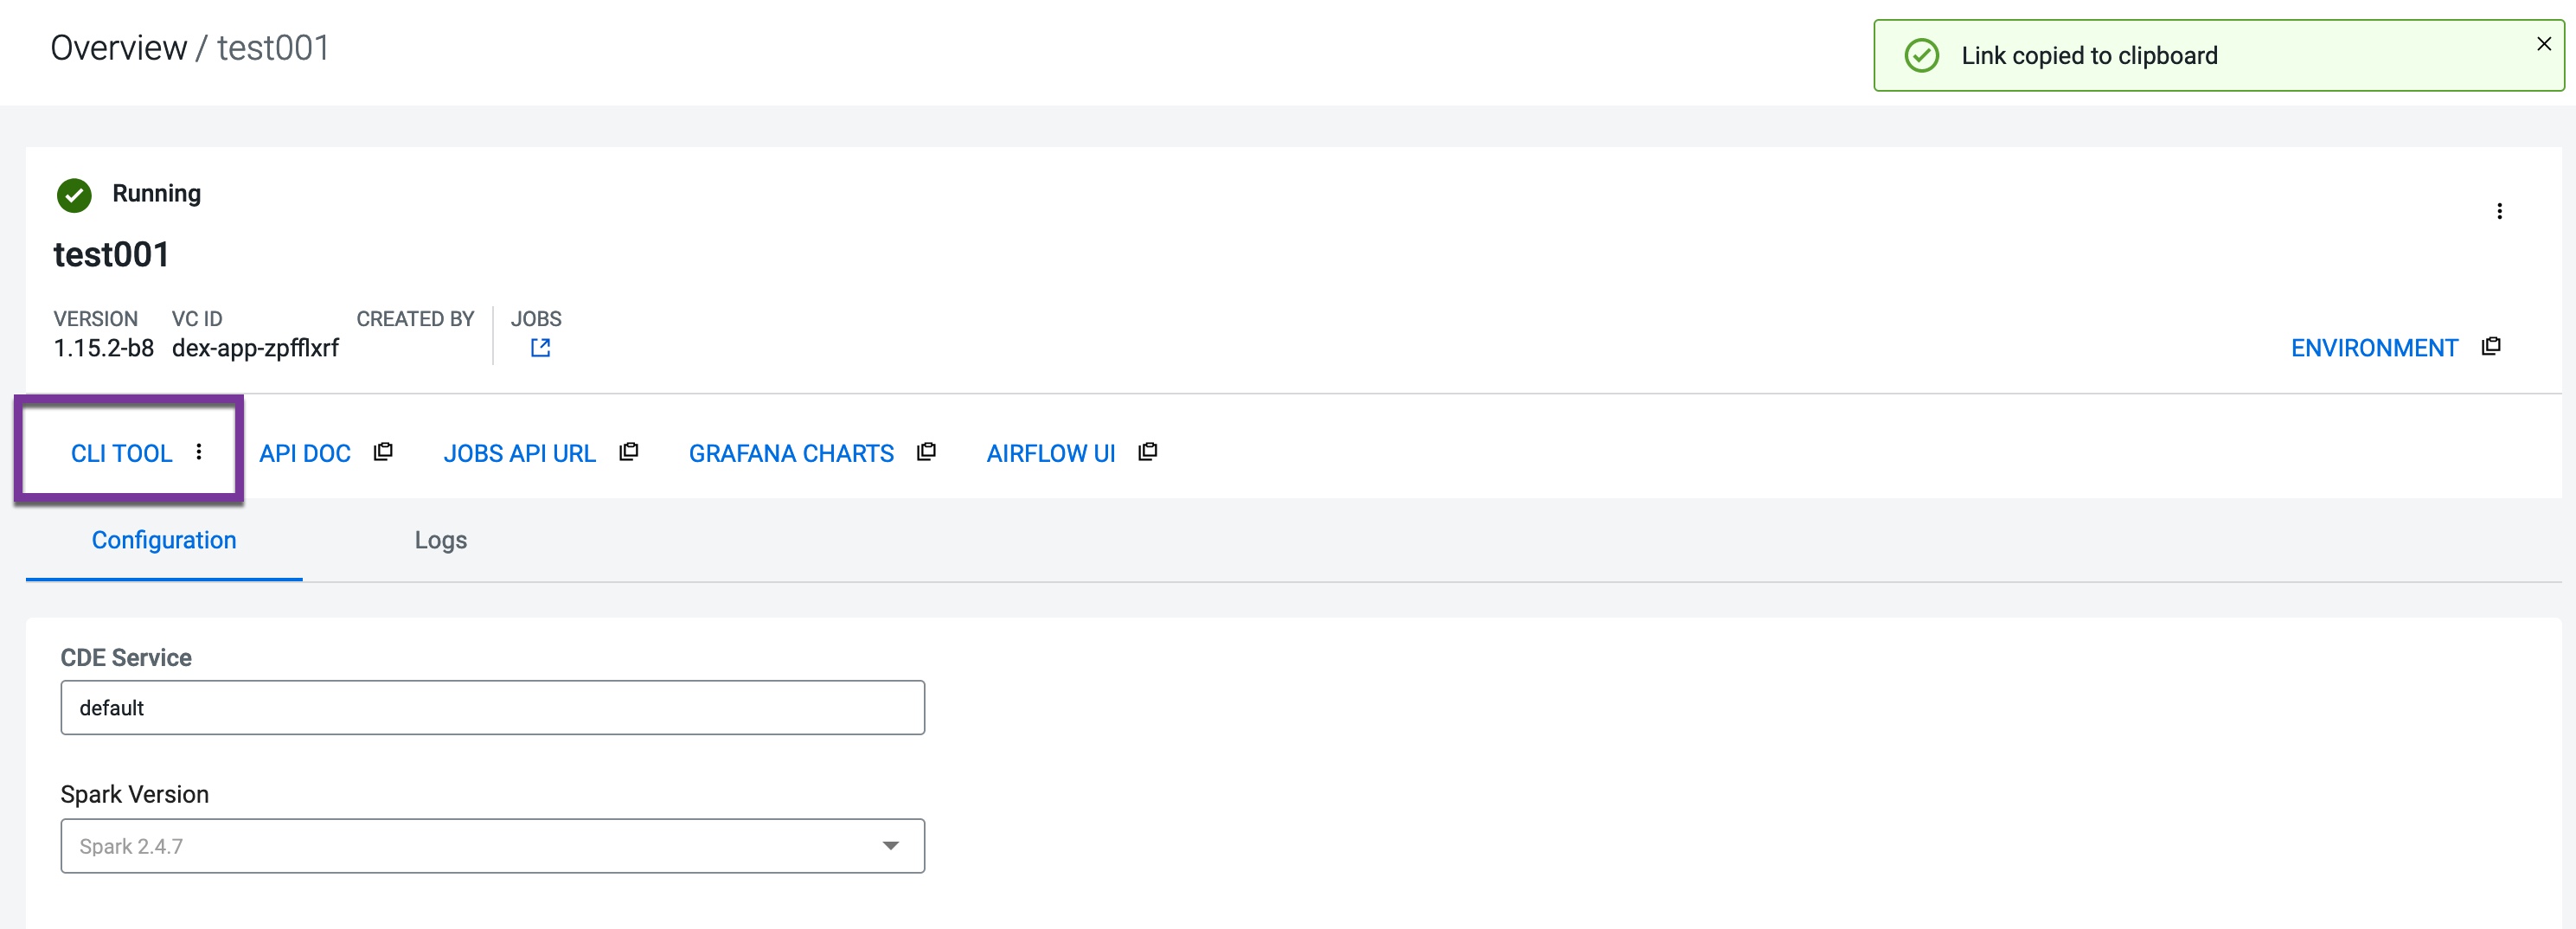 Overview / test001
Link copied to clipboard
Running
test001
VERSION VC ID CREATED BY JOBS
1.15.2-b8 dex-app-zpfflxrf
ENVIRONMENT
CLI TOOL API DOC JOBS API URL GRAFANA CHARTS AIRFLOW UI
Configuration Logs
CDE Service
default
Spark Version
Spark 2.4.7